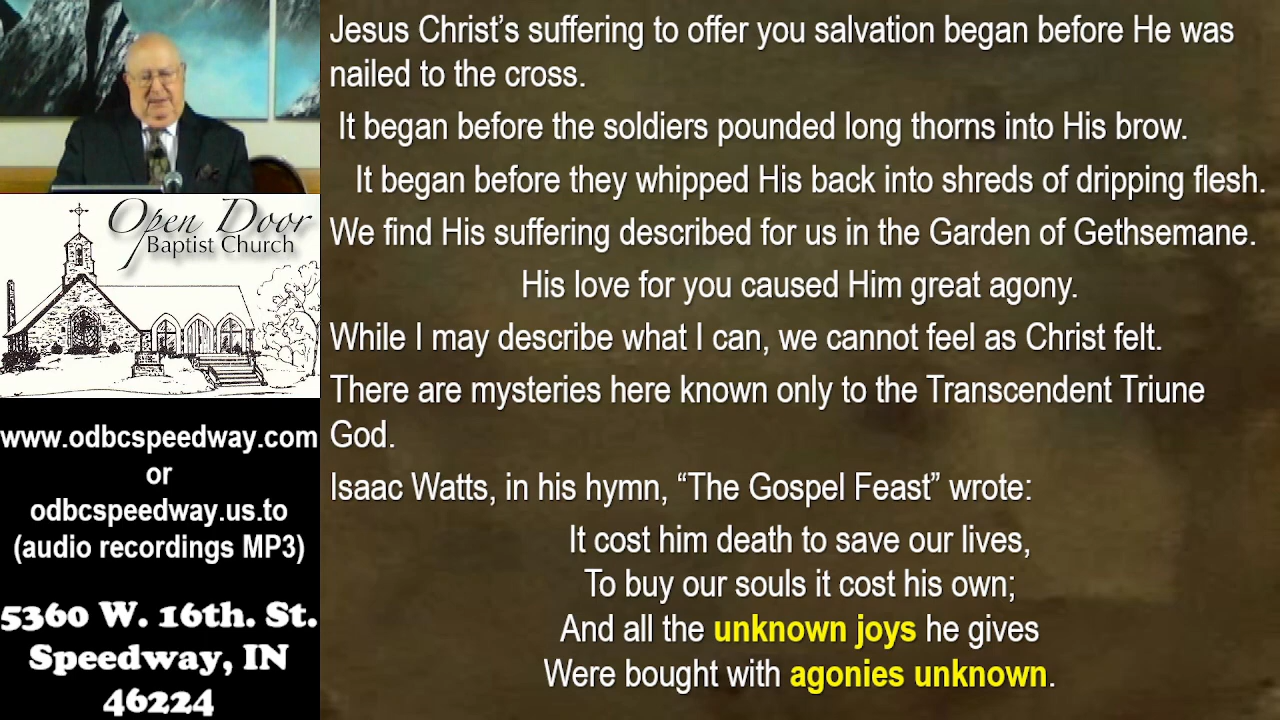 Open Door
Baptist Church
www.odbcspeedway.com
or
odbcspeedway.us.to
(audio recordings MP3)
5360 W. 16th. St.
Speedway, IN
46224
Jesus Christ’s suffering to offer you salvation began before He was
nailed to the cross.
It began before the soldiers pounded long thorns into His brow.
It began before they whipped His back into shreds of dripping flesh.
We find His suffering described for us in the Garden of Gethsemane.
His love for you caused Him great agony.
While I may describe what I can, we cannot feel as Christ felt.
There are mysteries here known only to the Transcendent Triune
God.
Isaac Watts, in his hymn, “The Gospel Feast” wrote:
It cost him death to save our lives,
To buy our souls it cost his own;
And all the unknown joys he gives
Were bought with agonies unknown.